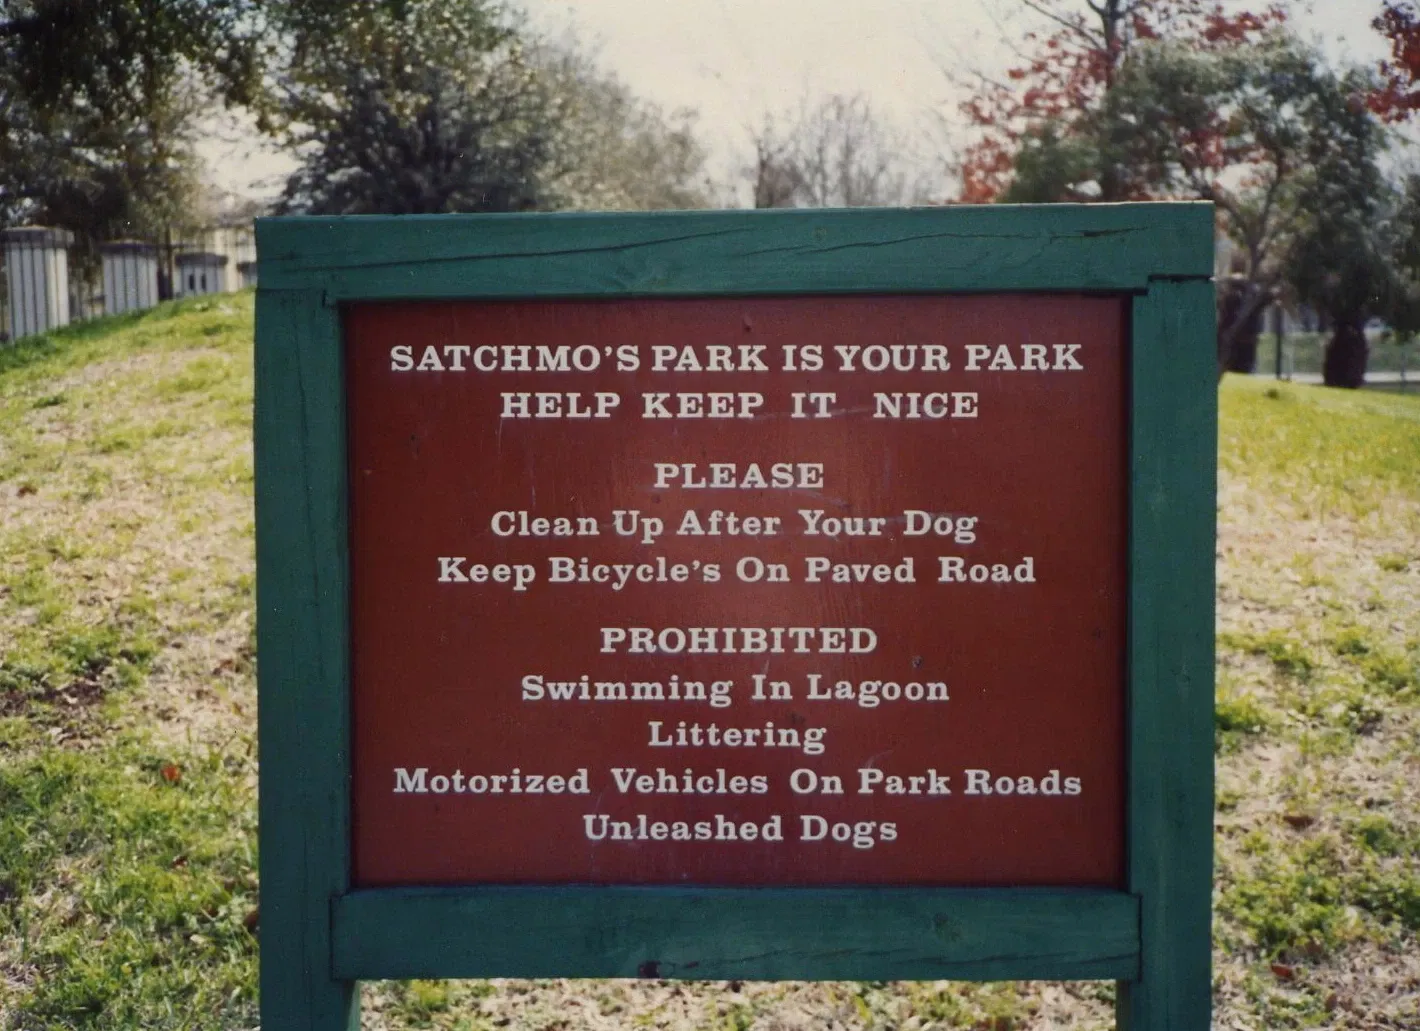 SATCHMO'S PARK IS YOUR PARK
HELP KEEP IT NICE
PLEASE
Clean Up After Your Dog
Keep Bicycle's On Paved Road
PROHIBITED
Swimming In Lagoon
Littering
Motorized Vehicles On Park Roads
Unleashed Dogs